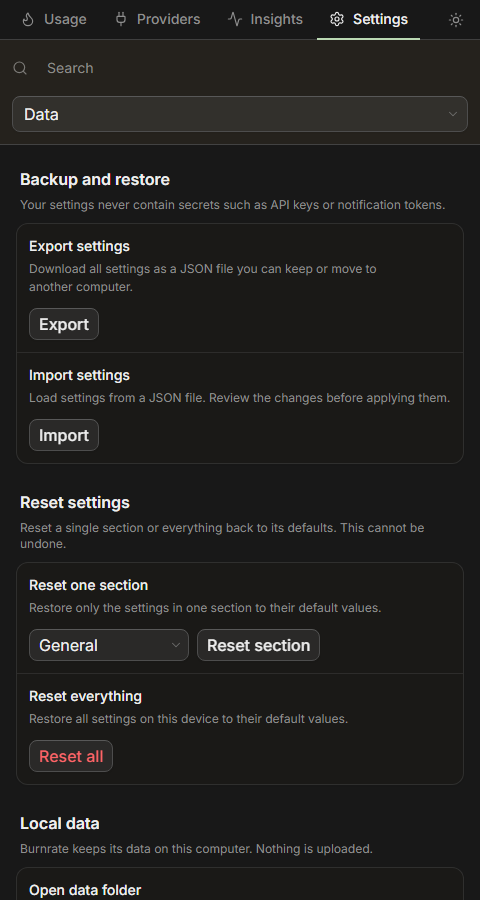 Usage Providers Insights Settings
Search
Data
Backup and restore
Your settings never contain secrets such as API keys or notification tokens.
Export settings
Download all settings as a JSON file you can keep or move to
another computer.
Export
Import settings
Load settings from a JSON file. Review the changes before applying them.
Import
Reset settings
Reset a single section or everything back to its defaults. This cannot be
undone.
Reset one section
Restore only the settings in one section to their default values.
General Reset section
Reset everything
Restore all settings on this device to their default values.
Reset all
Local data
Burnrate keeps its data on this computer. Nothing is uploaded.
Open data folder